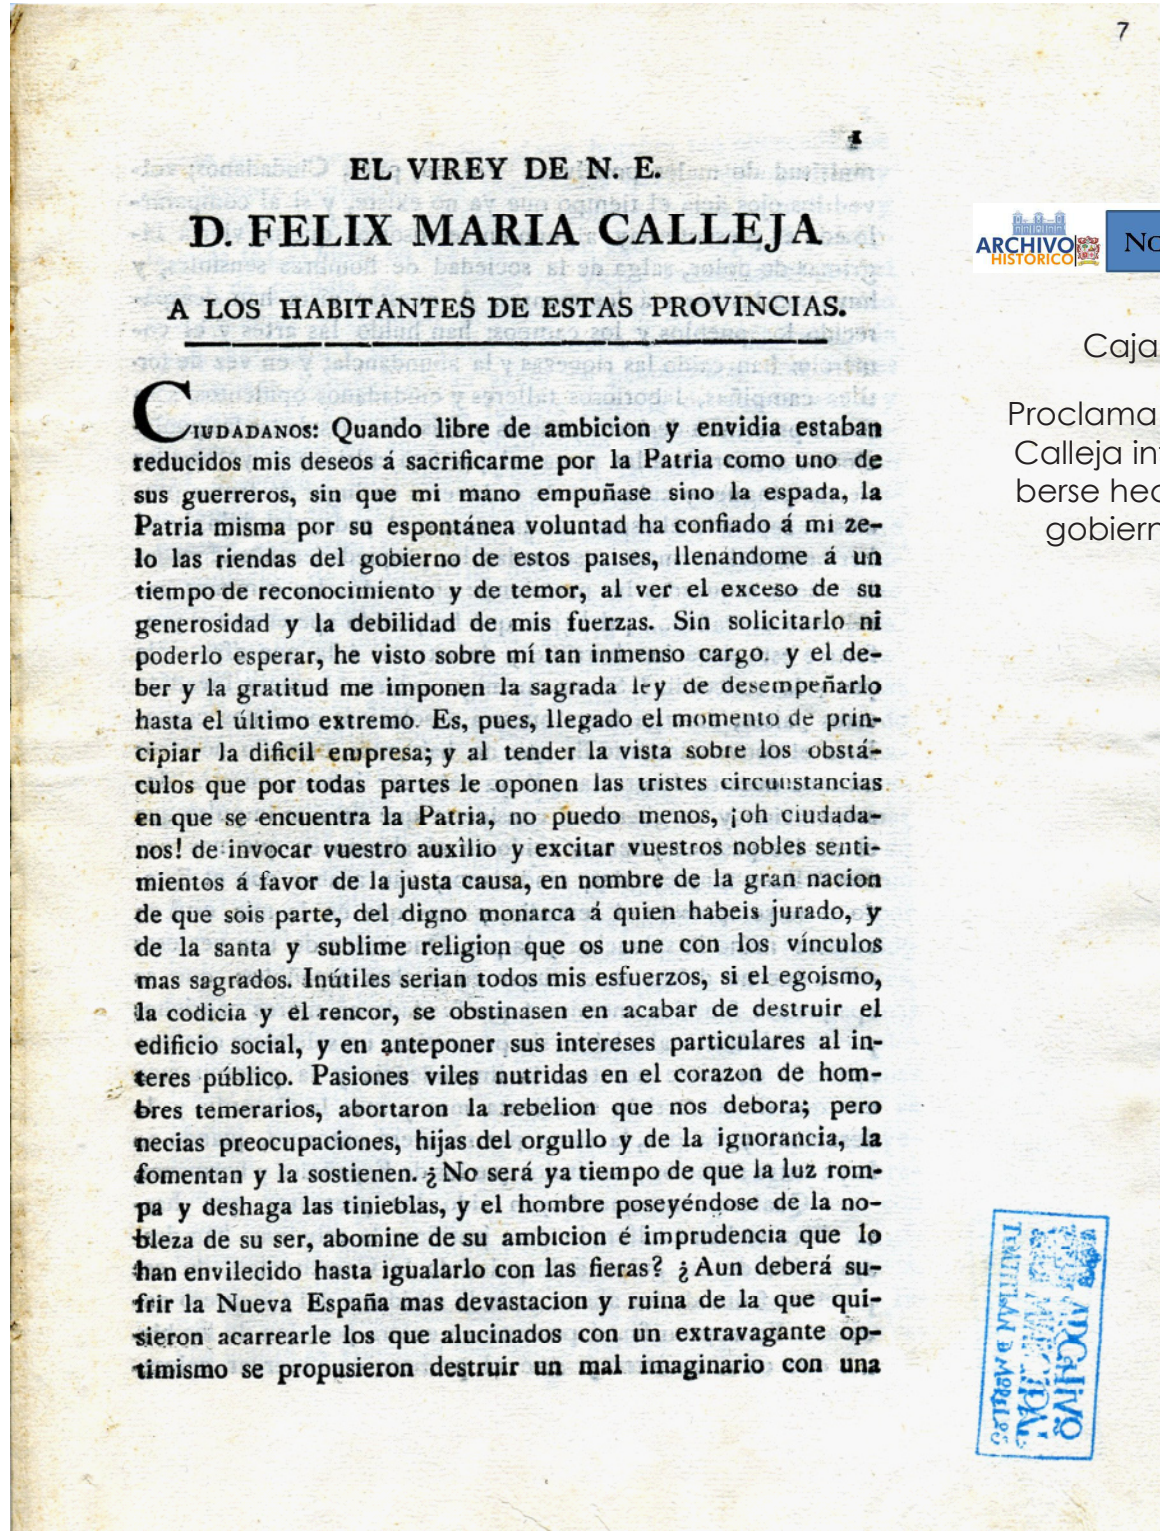 7
1
EL VIREY DE N. E.
D. FELIX MARIA CALLEJA
A LOS HABITANTES DE ESTAS PROVINCIAS.
CIUDADANOS: Quando libre de ambicion y envidia estaban
reducidos mis deseos á sacrificarme por la Patria como uno de
sus guerreros, sin que mi mano empuñase sino la espada, la
Patria misma por su espontánea voluntad ha confiado á mi ze-
lo las riendas del gobierno de estos paises, llenandome á un
tiempo de reconocimiento y de temor, al ver el exceso de su
generosidad y la debilidad de mis fuerzas. Sin solicitarlo ni
poderlo esperar, he visto sobre mí tan inmenso cargo. y el de-
ber y la gratitud me imponen la sagrada ley de desempeñarlo
hasta el último extremo. Es, pues, llegado el momento de prin-
cipiar la dificil empresa; y al tender la vista sobre los obstá-
culos que por todas partes le oponen las tristes circunstancias
en que se encuentra la Patria, no puedo menos, ¡oh ciudada-
nos! de invocar vuestro auxîlio y excitar vuestros nobles senti-
mientos á favor de la justa causa, en nombre de la gran nacion
de que sois parte, del digno monarca á quien habeis jurado, y
de la santa y sublime religion que os une con los vínculos
mas sagrados. Inútiles serian todos mis esfuerzos, si el egoismo,
la codicia y el rencor, se obstinasen en acabar de destruir el
edificio social, y en anteponer sus intereses particulares al in-
teres público. Pasiones viles nutridas en el corazon de hom-
bres temerarios, abortaron la rebelion que nos debora; pero
necias preocupaciones, hijas del orgullo y de la ignorancia, la
fomentan y la sostienen. ¿No será ya tiempo de que la luz rom-
pa y deshaga las tinieblas, y el hombre poseyéndose de la no-
bleza de su ser, abomine de su ambicion é imprudencia que lo
han envilecido hasta igualarlo con las fieras? ¿Aun deberá su-
frir la Nueva España mas devastacion y ruina de la que qui-
sieron acarrearle los que alucinados con un extravagante op-
timismo se propusieron destruir un mal imaginario con una
ARCHIVO
HISTÓRICO
No
Caja
Proclama
Calleja in
berse hec
gobiern
ARCHIVO
MUNICIPAL